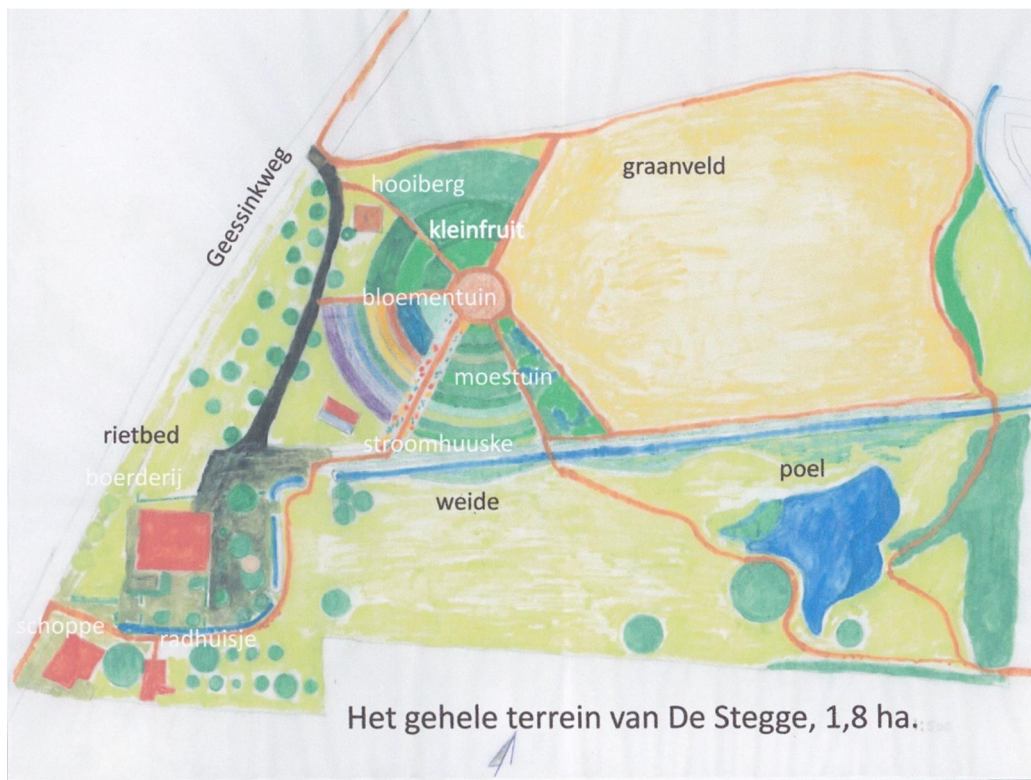 graanveld
hooiberg
Geessinkweg
kleinfruit
bloementuin
moestuin
rietbed
stroomhuuske
boerderij
poel
weide
schoppe
radhuisje
Het gehele terrein van De Stegge, 1,8 ha.